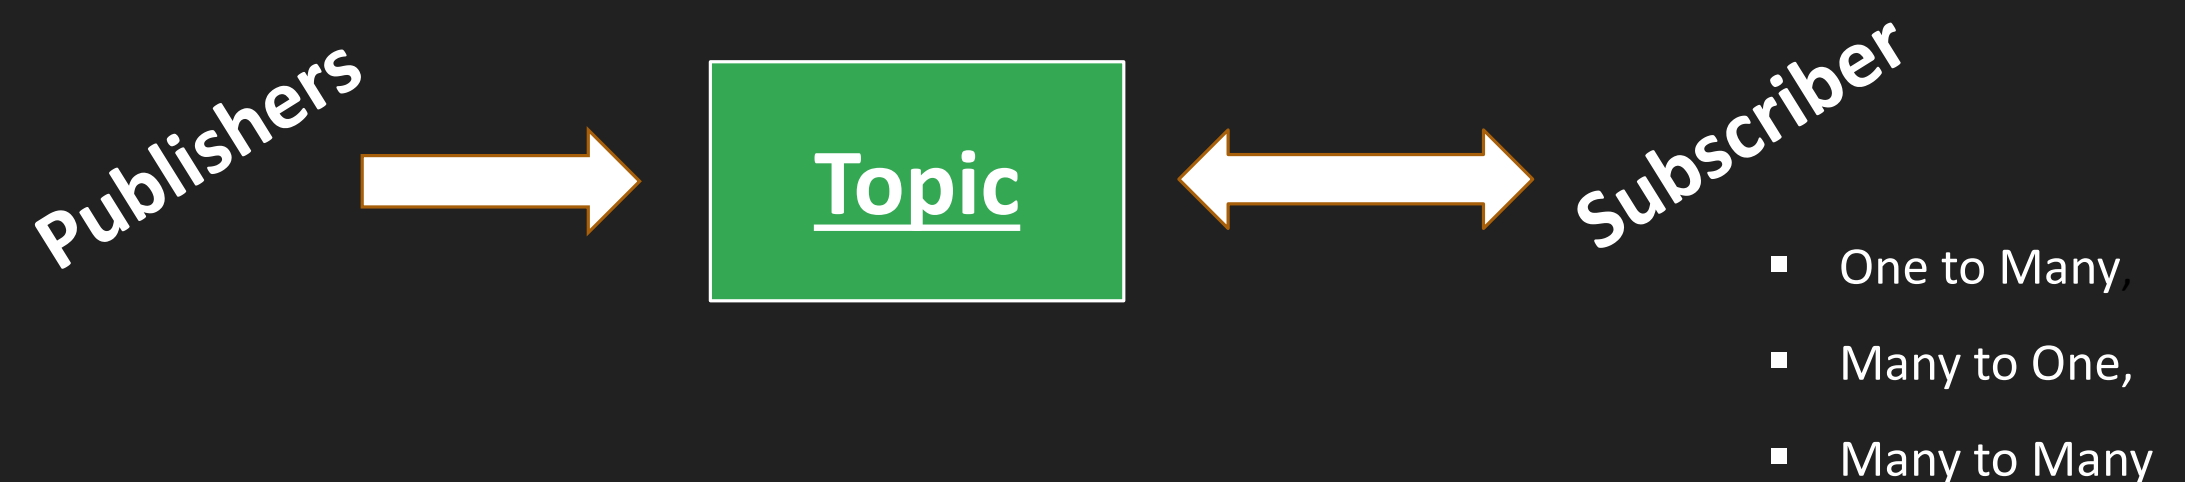 Publishers
Topic
Subscriber
One to Many,
Many to One,
Many to Many